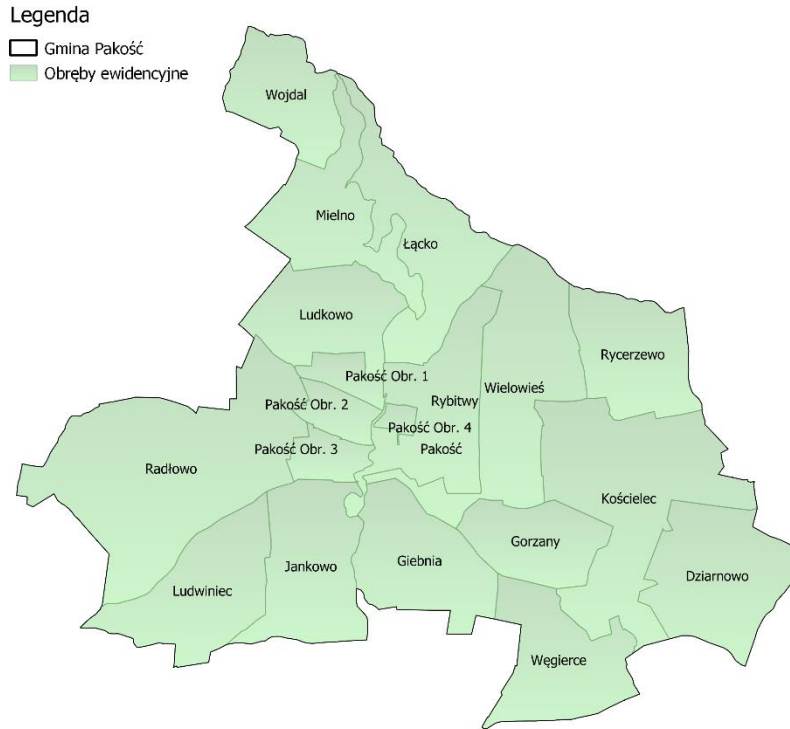 Legenda
Gmina Pakość
Obręby ewidencyjne
Wojdal
Mielno
Łącko
Ludkowo
Rycerzewo
Pakość Obr. 1
Wielowieś
Pakość Obr. 2
Rybitwy
Pakość Obr. 4
Pakość Obr. 3
Pakość
Radłowo
Kościelec
Gorzany
Giebnia
Jankowo
Dziarnowo
Ludwiniec
Węgierce